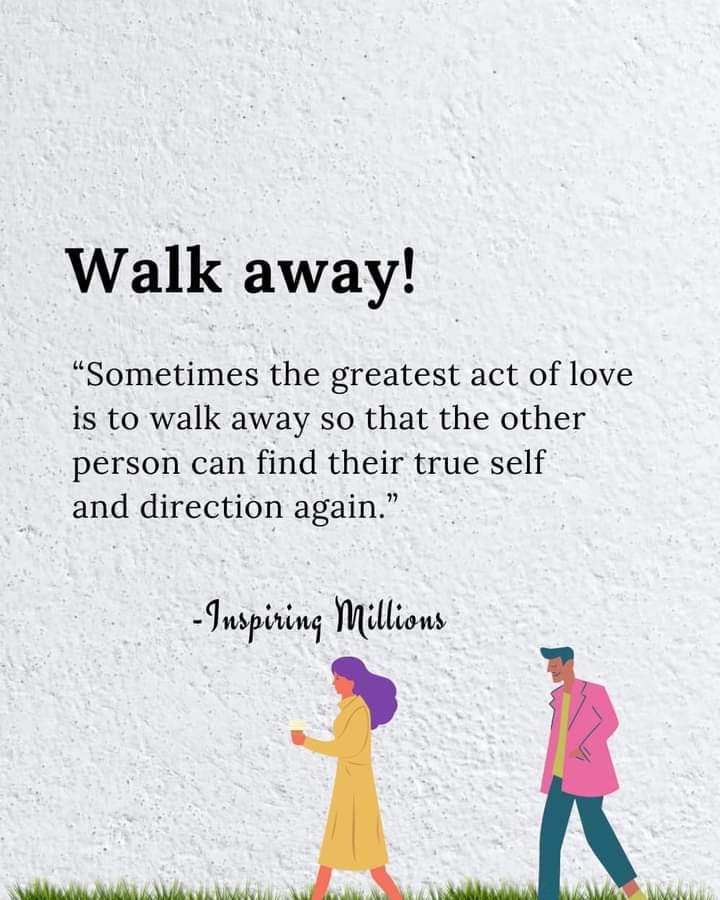 Walk away!
“Sometimes the greatest act of love
is to walk away so that the other
person can find their true self
and direction again.”
-Inspiring Millions